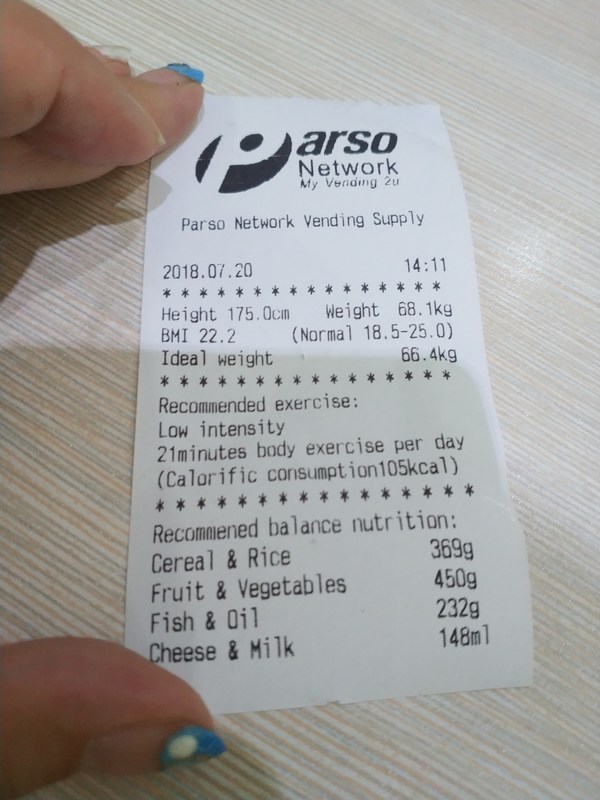 Parso
Network
My Vending 2u
Parso Network Vending Supply
2018.07.20 14:11
* * * * * * * * * * * * * * * *
Height 175.0cm Weight 68.1kg
BMI 22.2 (Normal 18.5-25.0)
Ideal weight 66.4kg
* * * * * * * * * * * * * * * *
Recommended exercise:
Low intensity
21minutes body exercise per day
(Calorific consumption105kcal)
* * * * * * * * * * * * * * * *
Recommened balance nutrition:
Cereal & Rice 369g
Fruit & Vegetables 450g
Fish & Oil 232g
Cheese & Milk 148ml